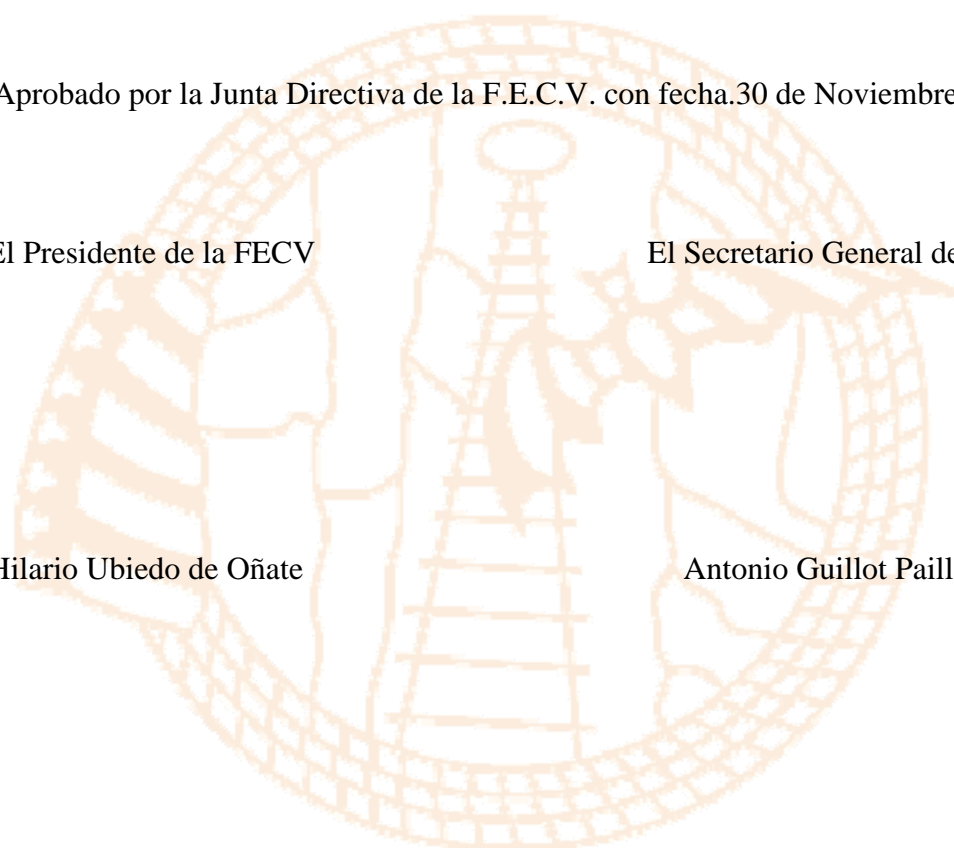 Aprobado por la Junta Directiva de la F.E.C.V. con fecha.30 de Noviembre
El Presidente de la FECV El Secretario General de
Hilario Ubiedo de Oñate Antonio Guillot